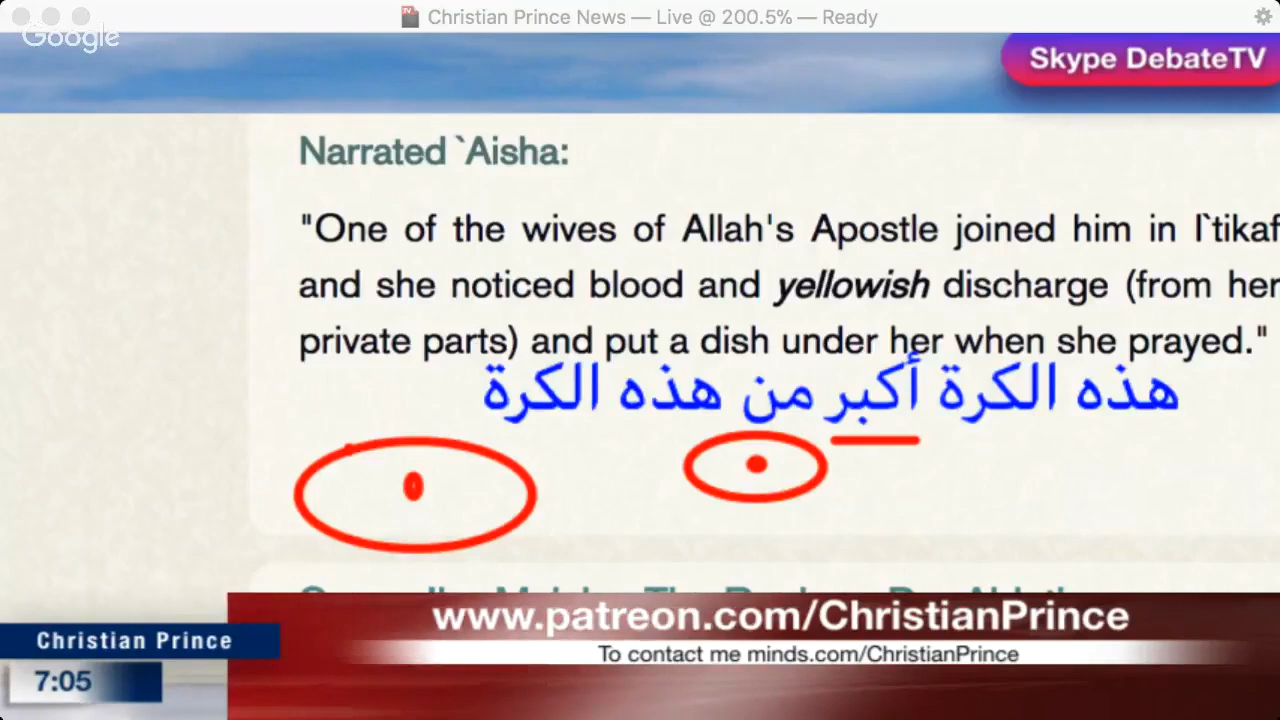 Christian Prince News — Live @ 200.5% — Ready
Google
Skype DebateTV
Narrated `Aisha:
"One of the wives of Allah's Apostle joined him in I`tikaf
and she noticed blood and yellowish discharge (from her
private parts) and put a dish under her when she prayed."
هذه الكرة أكبر من هذه الكرة
www.patreon.com/ChristianPrince
Christian Prince
To contact me minds.com/ChristianPrince
7:05